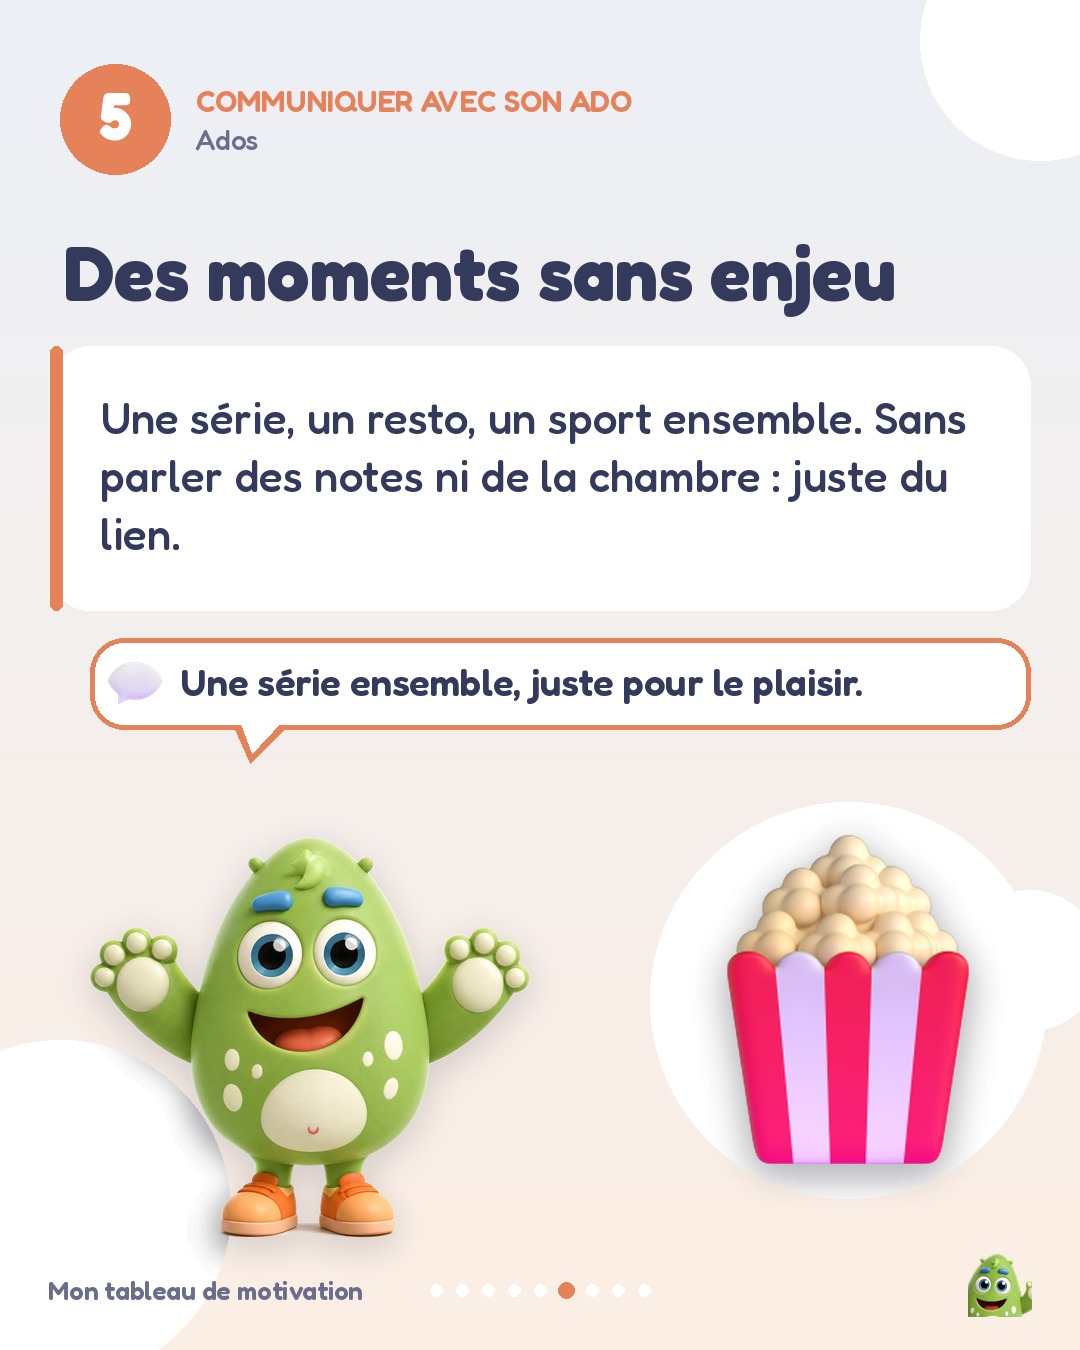 5
COMMUNIQUER AVEC SON ADO
Ados
Des moments sans enjeu
Une série, un resto, un sport ensemble. Sans
parler des notes ni de la chambre : juste du
lien.
Une série ensemble, juste pour le plaisir.
Mon tableau de motivation